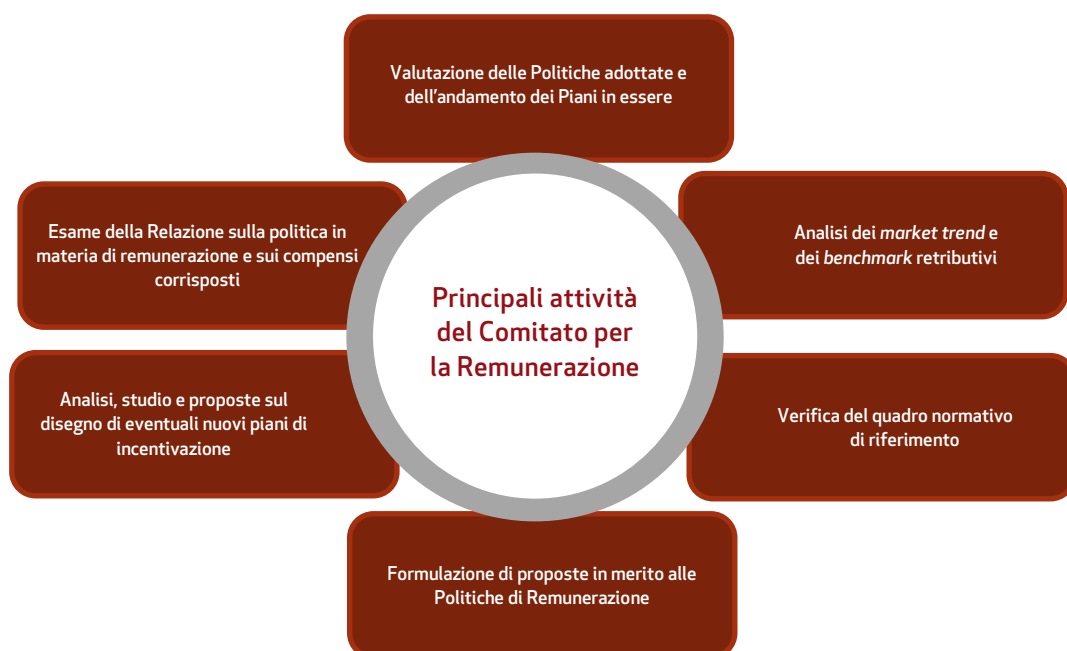 Valutazione delle Politiche adottate e
dell'andamento dei Piani in essere
Esame della Relazione sulla politica in
materia di remunerazione e sui compensi
corrisposti
Analisi dei market trend e
dei benchmark retributivi
Principali attività
del Comitato per
la Remunerazione
Analisi, studio e proposte sul
disegno di eventuali nuovi piani di
incentivazione
Verifica del quadro normativo
di riferimento
Formulazione di proposte in merito alle
Politiche di Remunerazione